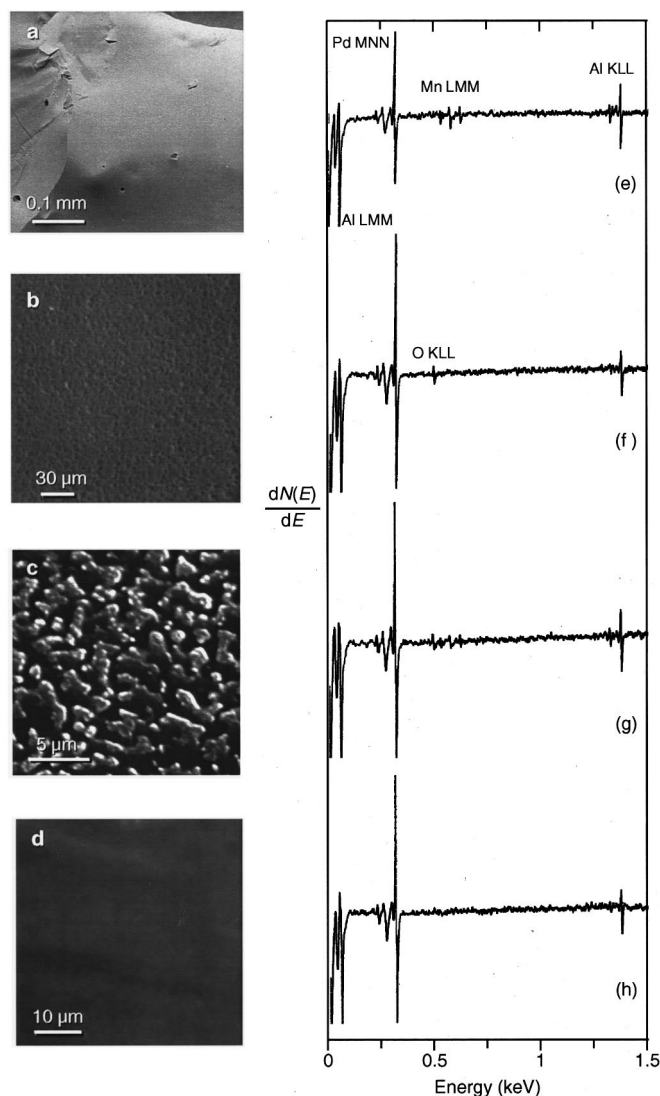 a
0.1 mm
b
30 µm
c
5 µm
d
10 µm
Pd MNN
Mn LMM
Al KLL
(e)
Al LMM
O KLL
(f)
dN(E)
dE
(g)
(h)
0
0.5
1
1.5
Energy (keV)